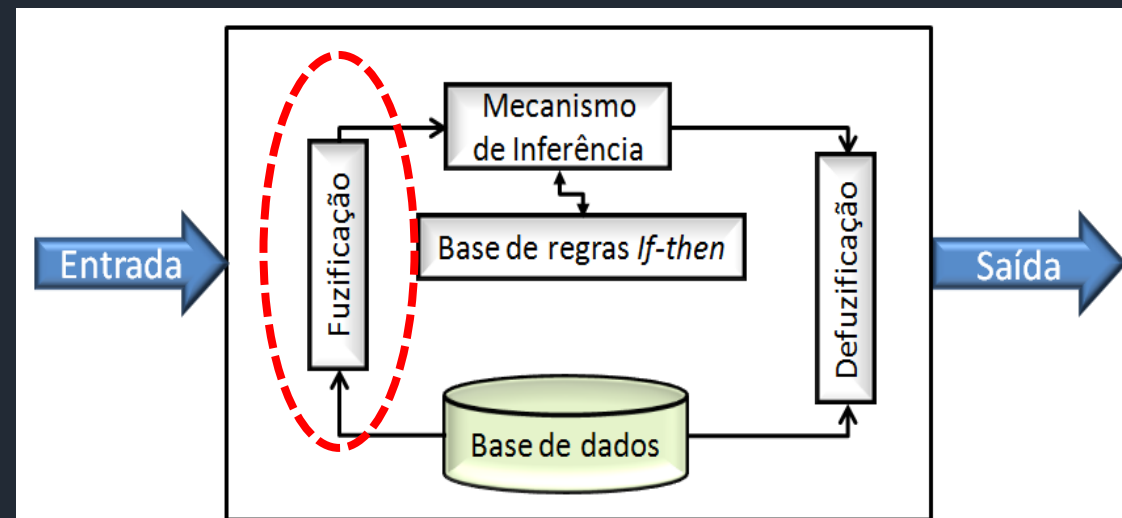 Entrada
Fuzificação
Mecanismo
de Inferência
Base de regras If-then
Base de dados
Defuzificação
Saída